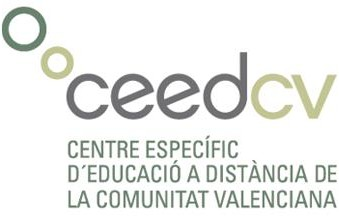 ceedcv
CENTRE ESPECÍFIC
D´EDUCACIÓ A DISTÀNCIA DE
LA COMUNITAT VALENCIANA